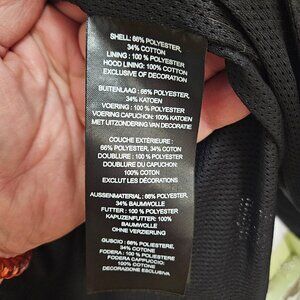 SHELL: 66% POLYESTER,
34% COTTON
LINING : 100% POLYESTER
HOOD LINING: 100% COTTON
EXCLUSIVE OF DECORATION
BUITENLAAG : 66% POLYESTER,
34% KATOEN
VOERING : 100% POLYESTER
VOERING CAPUCHON: 100% KATOEN
MET UITZONDERING VAN DECORATIE
COUCHE EXTÉRIEURE :
66% POLYESTER, 34% COTON
DOUBLURE : 100% POLYESTER
DOUBLURE DU CAPUCHON:
100% COTON
EXCLUT LES DÉCORATIONS
AUSSENMATERIAL: 66% POLYESTER,
34% BAUMWOLLE
FUTTER : 100% POLYESTER
KAPUZENFUTTER: 100%
BAUMWOLLE
OHNE VERZIERUNG
GUSCIO : 66% POLIESTERE,
34% COTONE
FODERA : 100% POLIESTERE
FODERA CAPPUCCIO:
100% COTONE
DECORAZIONE ESCLUSIVA